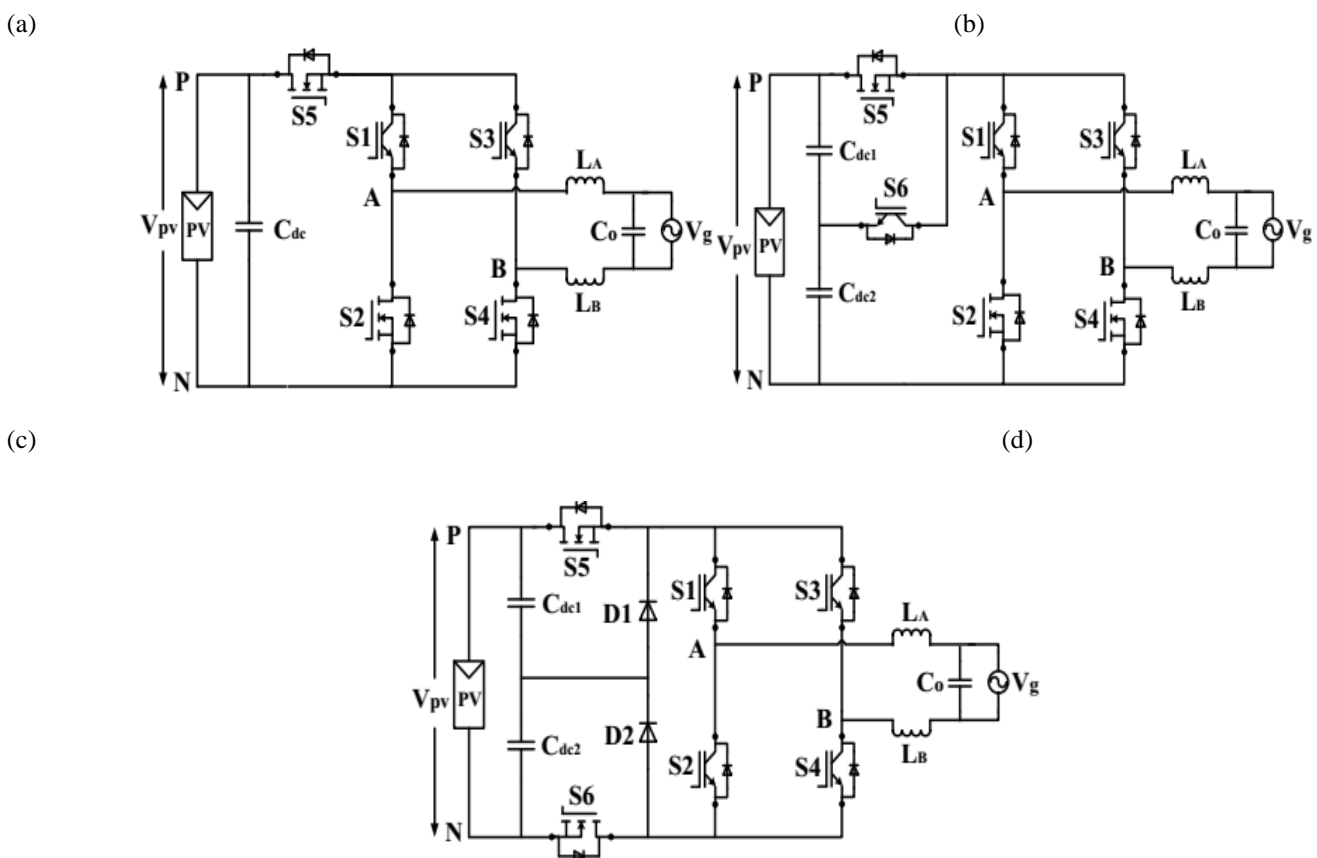 (a) (b)
P
S5
S1 S3
LA
A
Vpv PV Cdc
Co Vg
B
LB
S2 S4
N
P
S5
S1 S3
Cdc1
LA
S6
A
Vpv PV
Co Vg
B
Cdc2
LB
S2 S4
N
(c) (d)
P
S5
S1 S3
Cdc1 D1
LA
A
Vpv PV
Co Vg
B
Cdc2 D2
LB
S2 S4
S6
N